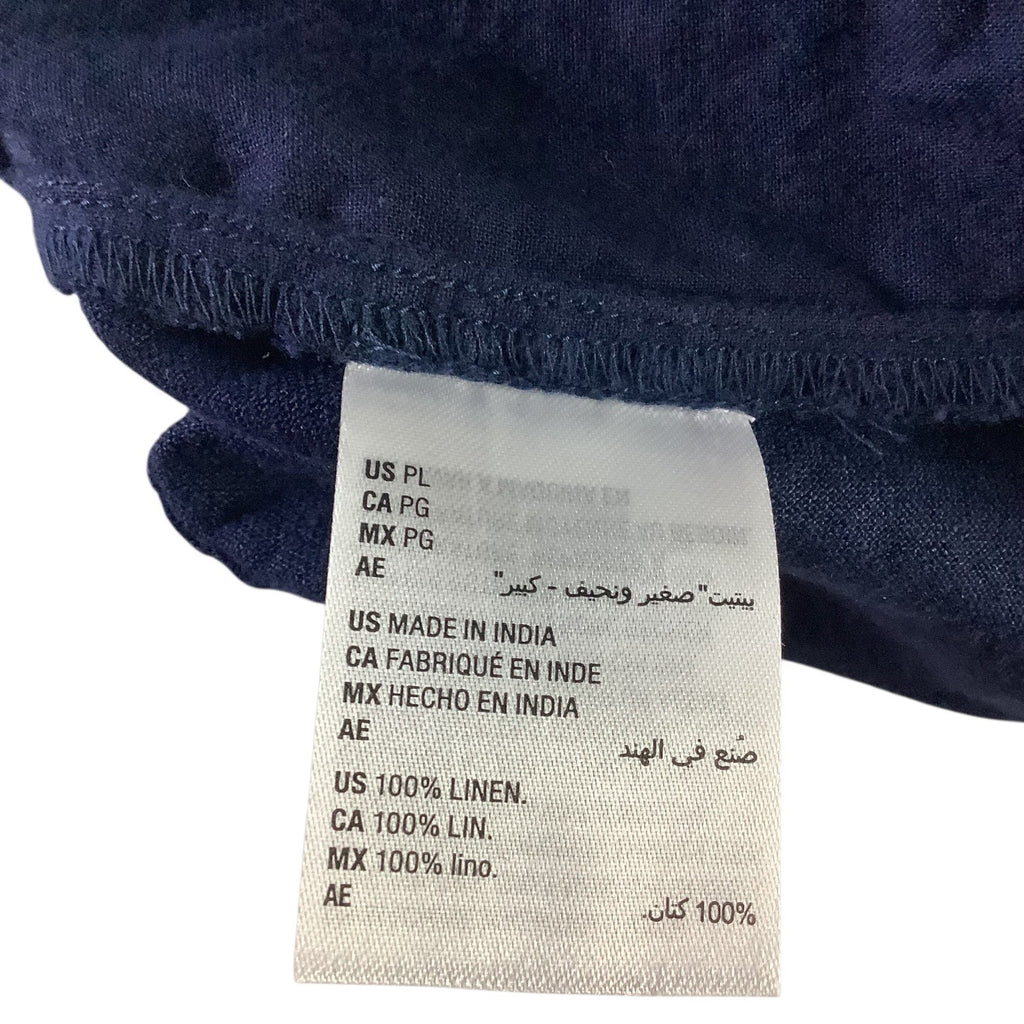 US PL
CA PG
MX PG
AE
بيتيت" صغير ونحيف - كبير"
US MADE IN INDIA
CA FABRIQUÉ EN INDE
MX HECHO EN INDIA
AE
صُنع في الهند
US 100% LINEN.
CA 100% LIN.
MX 100% lino.
AE
100% كتان.